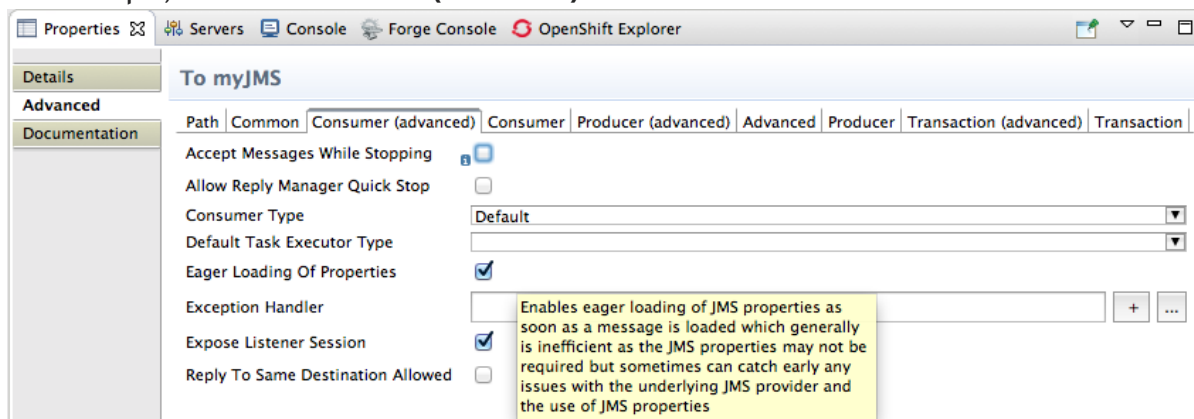 Properties Servers Console Forge Console OpenShift Explorer
Details
Advanced
Documentation
To myJMS
Path Common Consumer (advanced) Consumer Producer (advanced) Advanced Producer Transaction (advanced) Transaction
Accept Messages While Stopping
Allow Reply Manager Quick Stop
Consumer Type Default
Default Task Executor Type
Eager Loading Of Properties
Exception Handler + ...
Expose Listener Session
Reply To Same Destination Allowed
Enables eager loading of JMS properties as
soon as a message is loaded which generally
is inefficient as the JMS properties may not be
required but sometimes can catch early any
issues with the underlying JMS provider and
the use of JMS properties